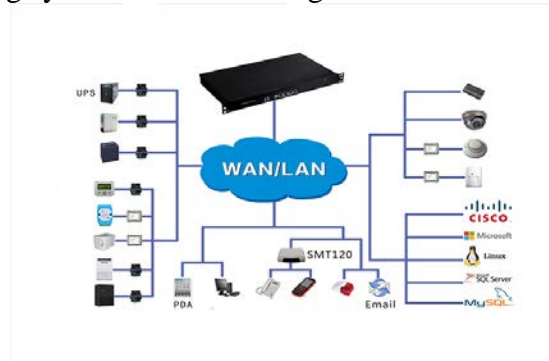 UPS
WAN/LAN
SMT120
PDA
Email
CISCO
Microsoft
Linux
SQL Server
MySQL